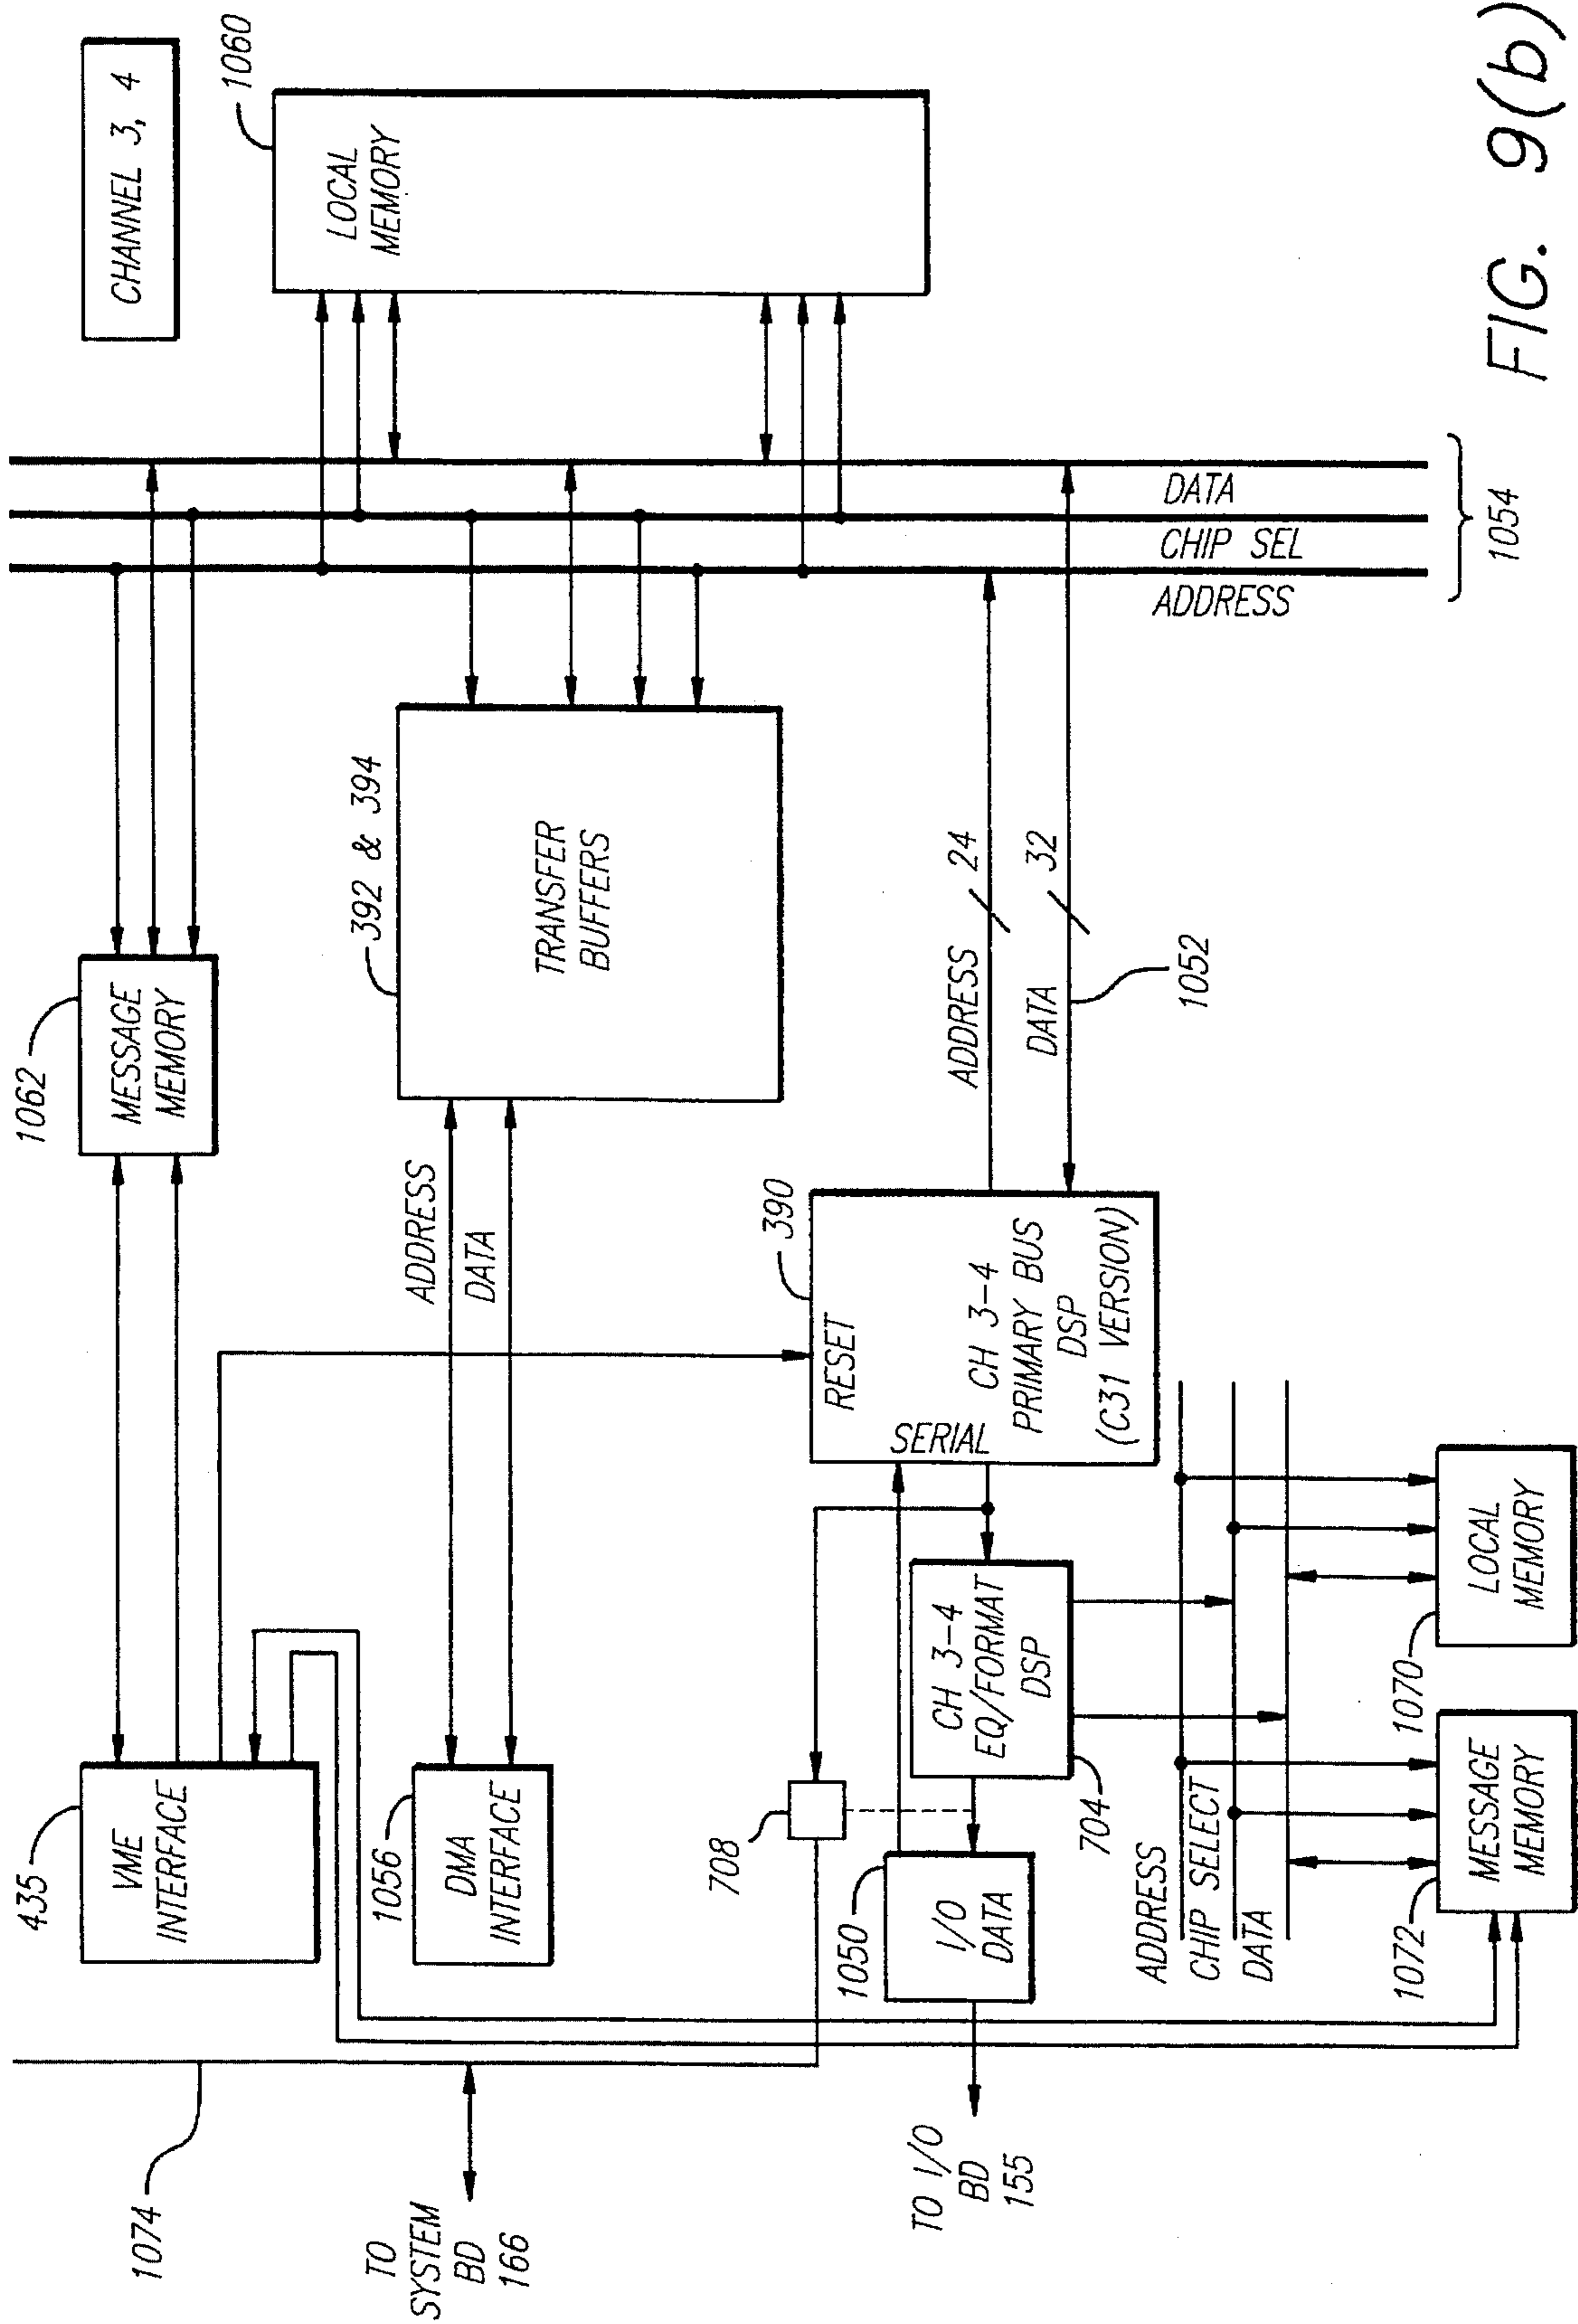 CHANNEL 3, 4
1060
LOCAL
MEMORY
DATA
CHIP SEL
ADDRESS
1054
1062
MESSAGE
MEMORY
392 & 394
TRANSFER
BUFFERS
ADDRESS
24
DATA
32
1052
ADDRESS
DATA
390
RESET
SERIAL
CH 3-4
PRIMARY BUS
DSP
(C31 VERSION)
435
VME
INTERFACE
1056
DMA
INTERFACE
708
CH 3-4
EQ/FORMAT
DSP
704
1050
I/O
DATA
ADDRESS
CHIP SELECT
DATA
LOCAL
MEMORY
1070
MESSAGE
MEMORY
1072
1074
TO
SYSTEM
BD
166
TO I/O
BD
155
FIG. 9(b)